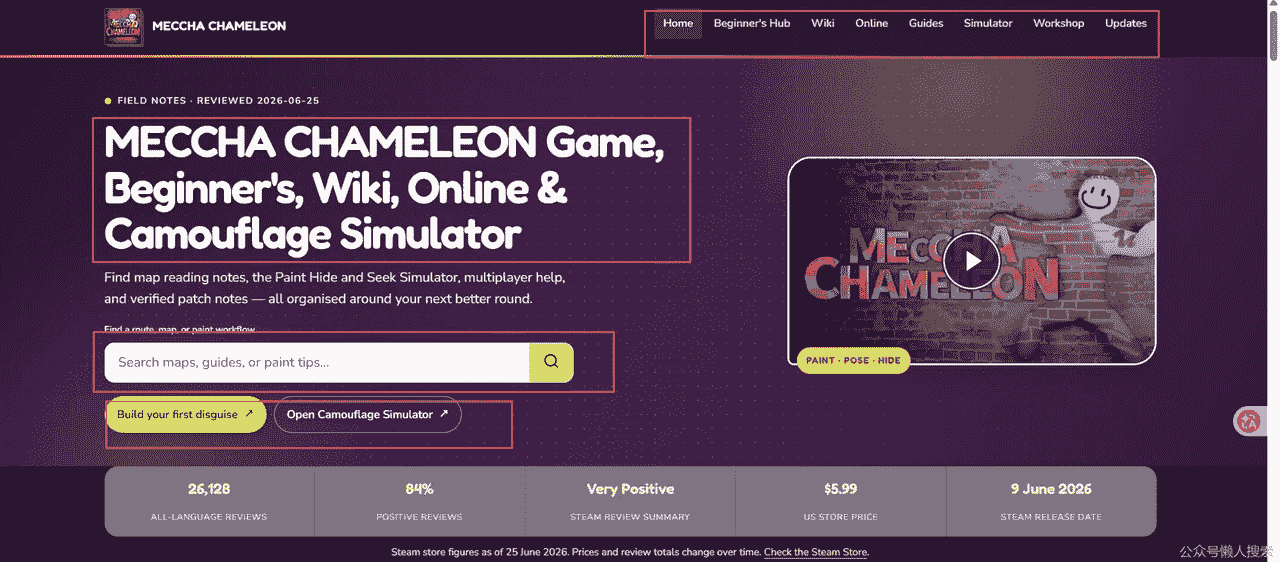 MECCHA CHAMELEON
Home Beginner's Hub Wiki Online Guides Simulator Workshop Updates
FIELD NOTES · REVIEWED 2026-06-25
MECCHA CHAMELEON Game,
Beginner's, Wiki, Online &
Camouflage Simulator
Find map reading notes, the Paint Hide and Seek Simulator, multiplayer help,
and verified patch notes — all organised around your next better round.
Find a route, map, or paint workflow
Search maps, guides, or paint tips...
Build your first disguise ↗ Open Camouflage Simulator ↗
MECCHA
CHAMELEON
PAINT · POSE · HIDE
26,128 84% Very Positive $5.99 9 June 2026
ALL-LANGUAGE REVIEWS POSITIVE REVIEWS STEAM REVIEW SUMMARY US STORE PRICE STEAM RELEASE DATE
Steam store figures as of 25 June 2026. Prices and review totals change over time. Check the Steam Store.
公众号懒人搜索